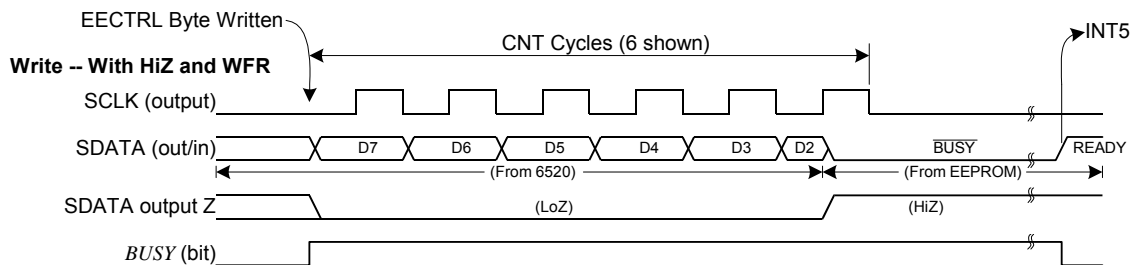 EECTRL Byte Written
INT5
CNT Cycles (6 shown)
Write -- With HiZ and WFR
SCLK (output)
SDATA (out/in) D7 D6 D5 D4 D3 D2 BUSY READY
(From 6520) (From EEPROM)
SDATA output Z (LoZ) (HiZ)
BUSY (bit)